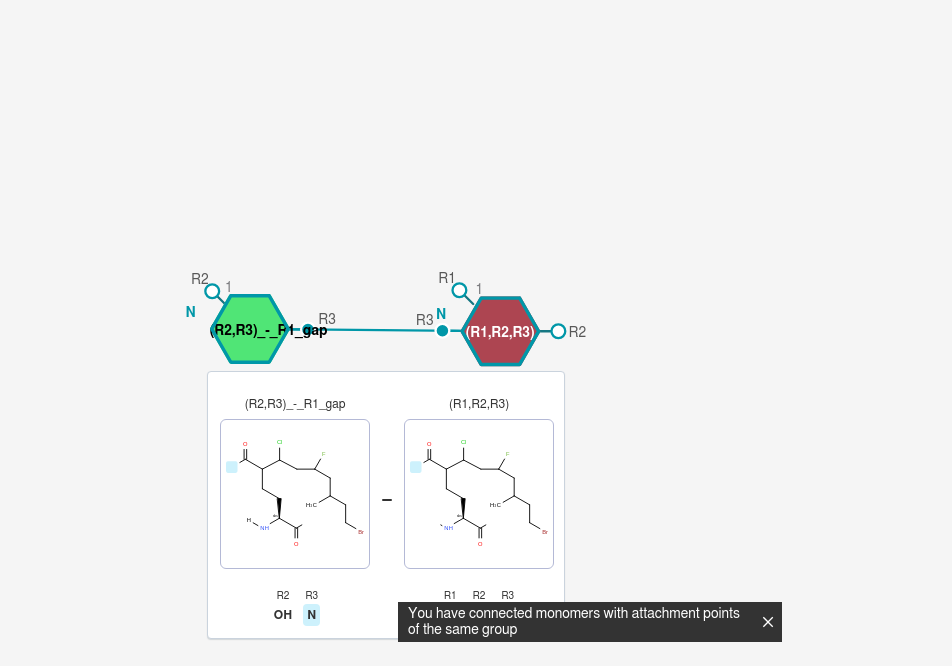 R2
1
N
(R2,R3)_-_R1_gap
R3
R3
N
R1
1
(R1,R2,R3)
R2
(R2,R3)_-_R1_gap
(R1,R2,R3)
O
Cl
F
H₃C
H
NH
O
Br
O
Cl
F
H₃C
NH
O
Br
R2 R3
OH N
R1 R2 R3
You have connected monomers with attachment points
of the same group